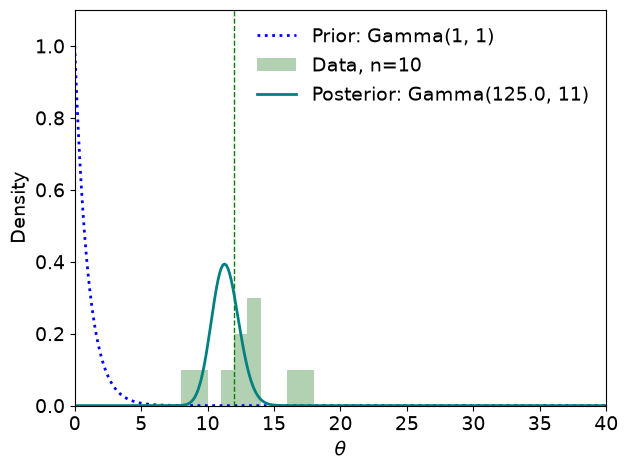 Prior: Gamma(1, 1)
Data, n=10
Posterior: Gamma(125.0, 11)
Density
1.0
0.8
0.6
0.4
0.2
0.0
0 5 10 15 20 25 30 35 40
θ